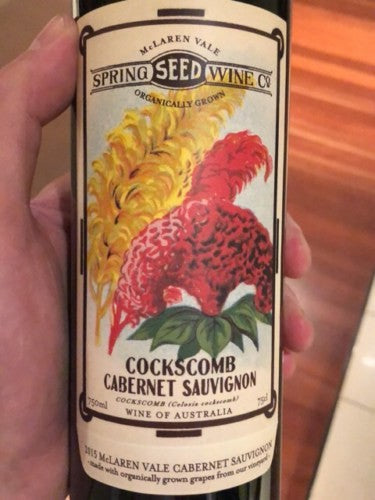 McLAREN VALE
SPRING SEED WINE CO
ORGANICALLY GROWN
COCKSCOMB
CABERNET SAUVIGNON
750ml COCKSCOMB (Celosia cockscomb) 75cl
WINE OF AUSTRALIA
2015 McLAREN VALE CABERNET SAUVIGNON
-made with organically grown grapes from our vineyard-